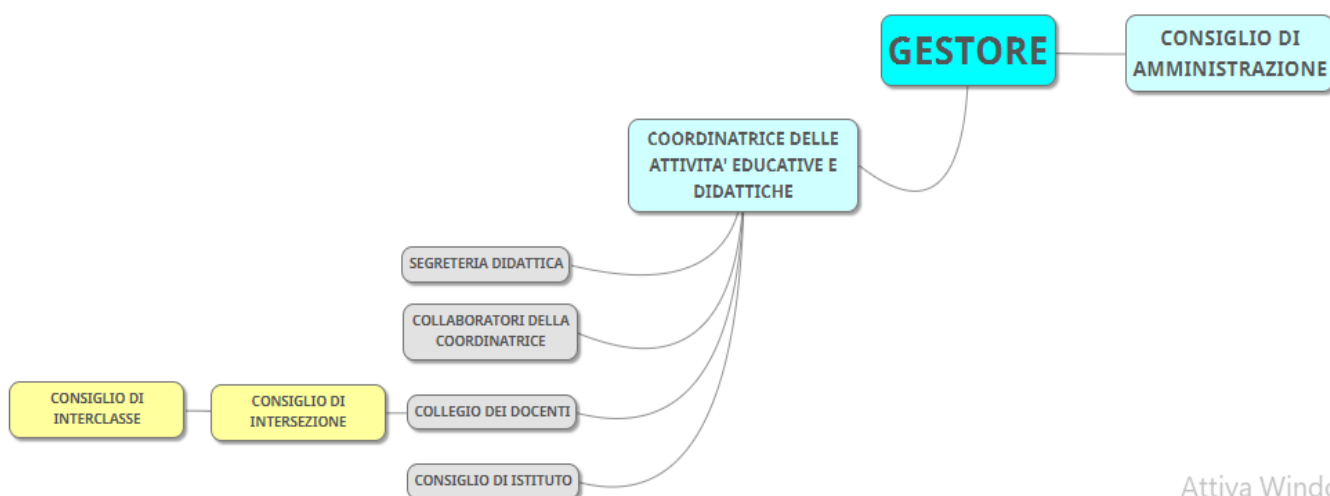 GESTORE
CONSIGLIO DI
AMMINISTRAZIONE
COORDINATRICE DELLE
ATTIVITA' EDUCATIVE E
DIDATTICHE
SEGRETERIA DIDATTICA
COLLABORATORI DELLA
COORDINATRICE
CONSIGLIO DI
INTERCLASSE
CONSIGLIO DI
INTERSEZIONE
COLLEGIO DEI DOCENTI
CONSIGLIO DI ISTITUTO
Attiva Windo